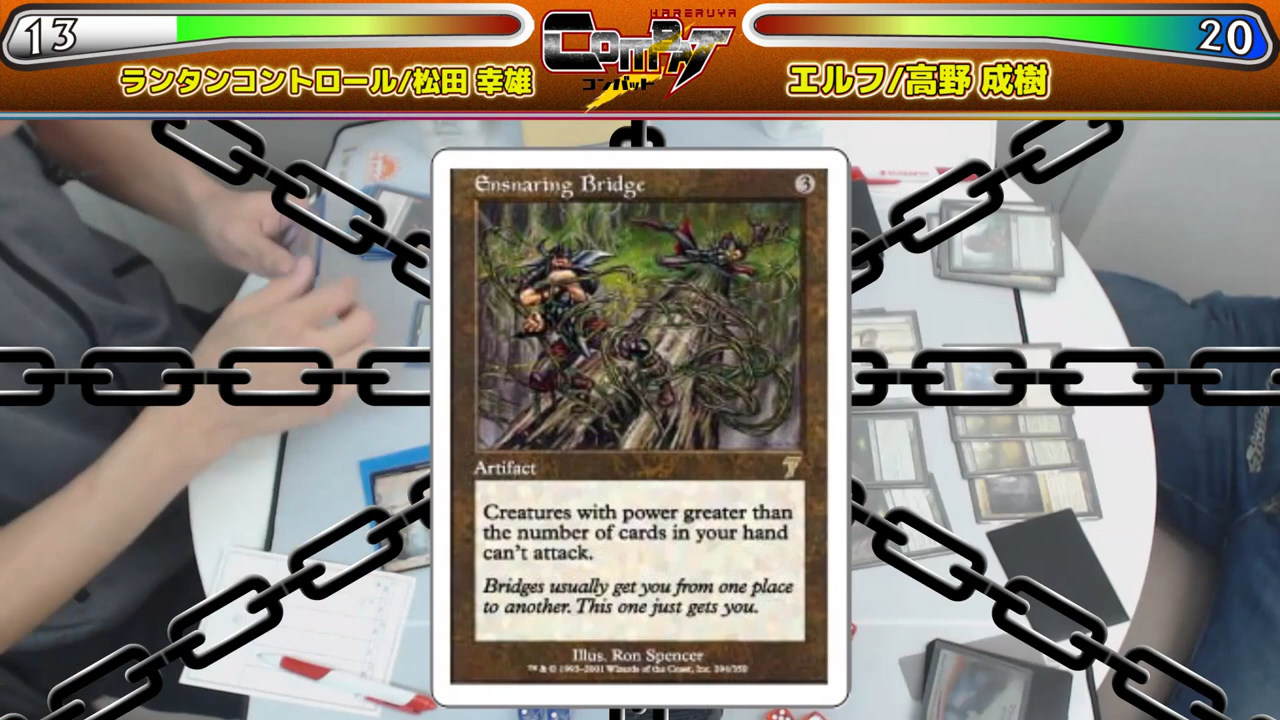 13
HARERUYA
COMBAT
コンバット
20
ランタンコントロール/松田 幸雄
エルフ/高野 成樹
Ensnaring Bridge
3
Artifact
Creatures with power greater than
the number of cards in your hand
can't attack.
Bridges usually get you from one place
to another. This one just gets you.
Illus. Ron Spencer